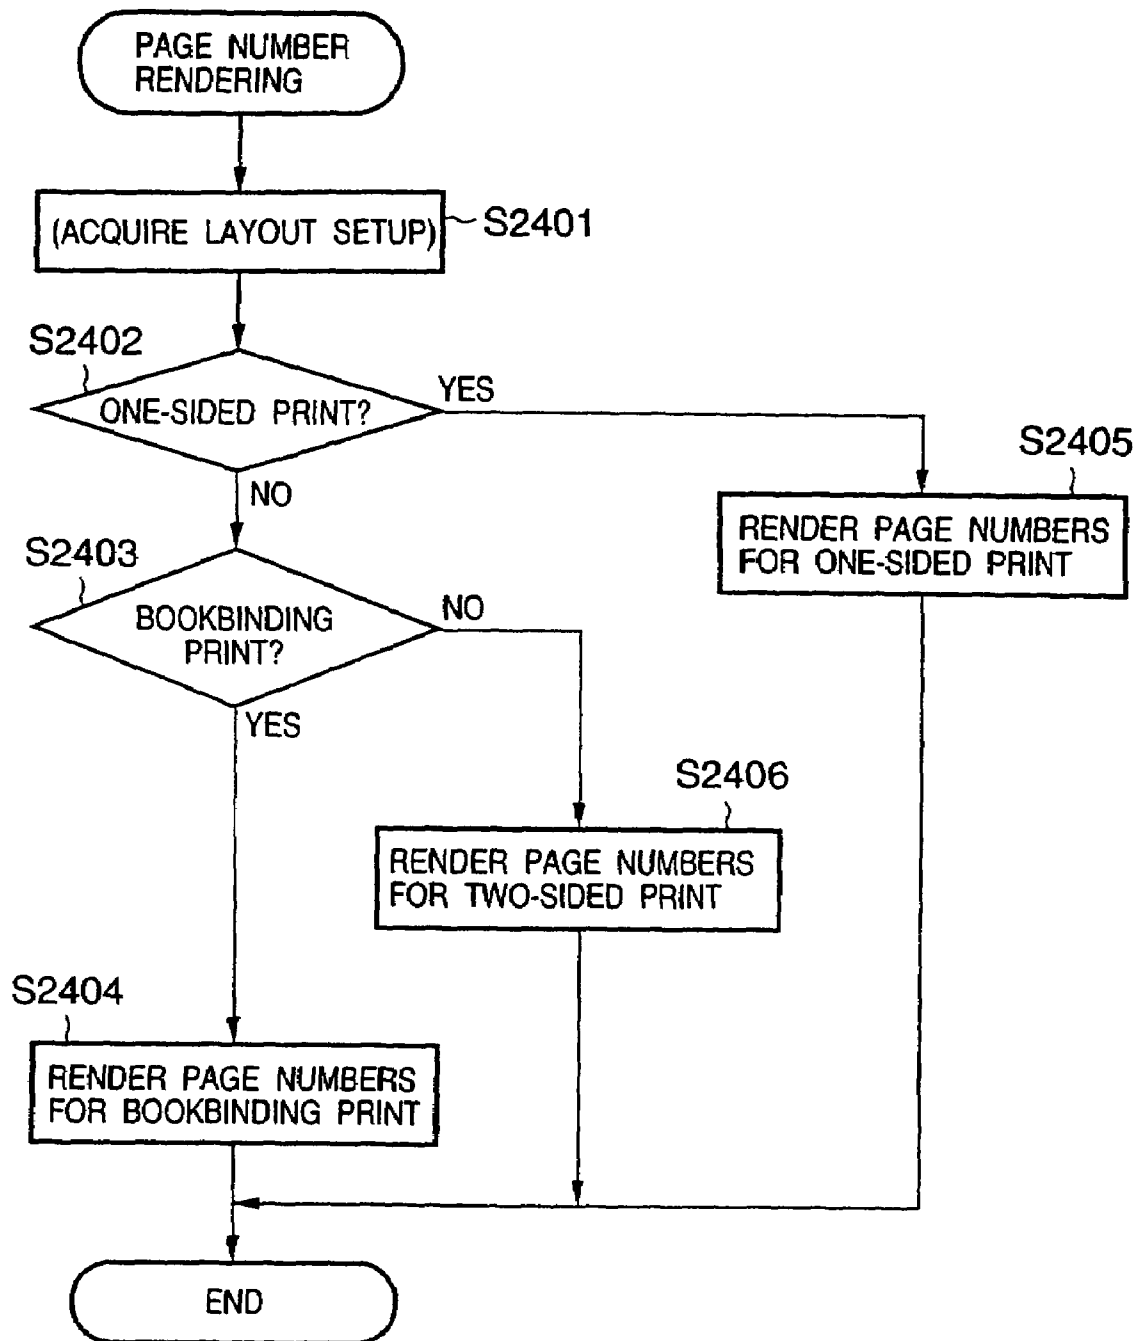 PAGE NUMBER
RENDERING
(ACQUIRE LAYOUT SETUP)
S2401
S2402
ONE-SIDED PRINT?
YES
NO
S2405
RENDER PAGE NUMBERS
FOR ONE-SIDED PRINT
S2403
BOOKBINDING
PRINT?
NO
YES
S2406
RENDER PAGE NUMBERS
FOR TWO-SIDED PRINT
S2404
RENDER PAGE NUMBERS
FOR BOOKBINDING PRINT
END